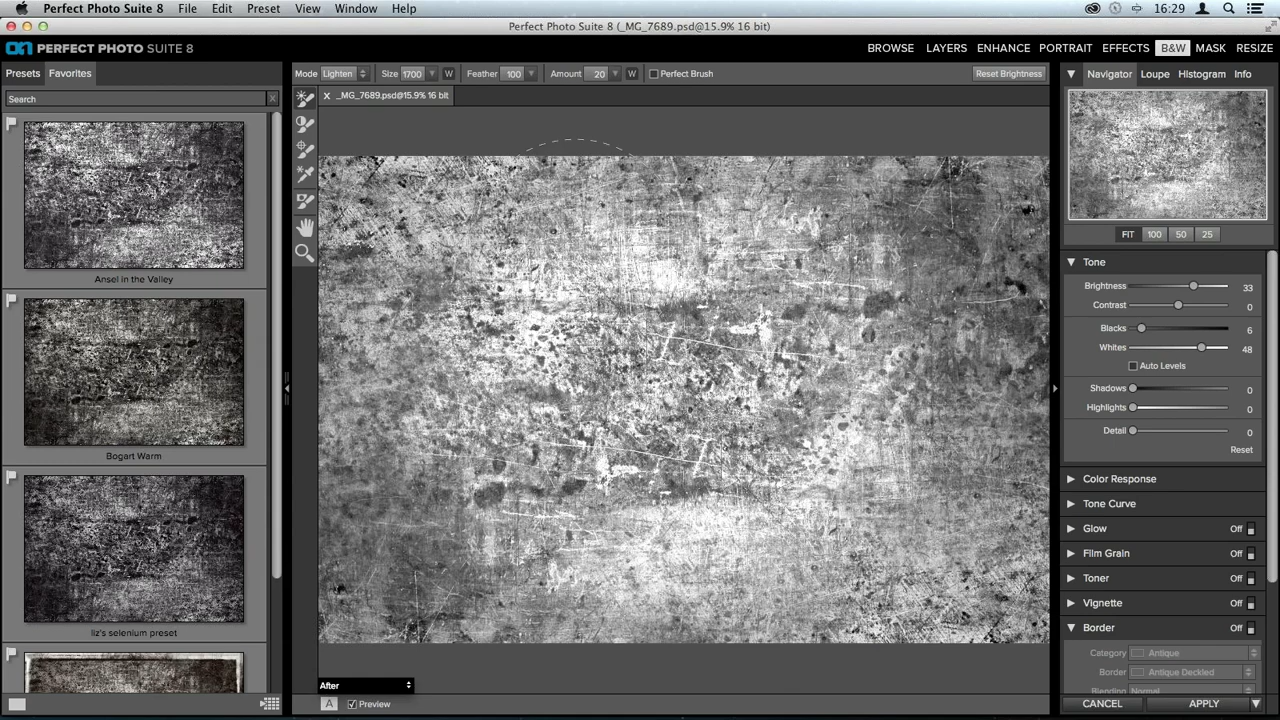 Perfect Photo Suite 8 File Edit Preset View Window Help 16:29
Perfect Photo Suite 8 (_MG_7689.psd@15.9% 16 bit)
on PERFECT PHOTO SUITE 8 BROWSE LAYERS ENHANCE PORTRAIT EFFECTS B&W MASK RESIZE
Presets Favorites
Mode Lighten Size 1700 W Feather 100 Amount 20 W Perfect Brush Reset Brightness
Navigator Loupe Histogram Info
Search X
x _MG_7689.psd@15.9% 16 bit
FIT 100 50 25
Tone
Ansel in the Valley
Brightness 33
Contrast 0
Blacks 6
Whites 48
Auto Levels
Shadows 0
Highlights 0
Detail 0
Reset
Bogart Warm
Color Response
Tone Curve
Glow Off
Film Grain Off
Toner Off
Vignette Off
liz's selenium preset
Border Off
Category Antique
Border Antique Deckled
Blending Normal
After
A Preview
CANCEL APPLY